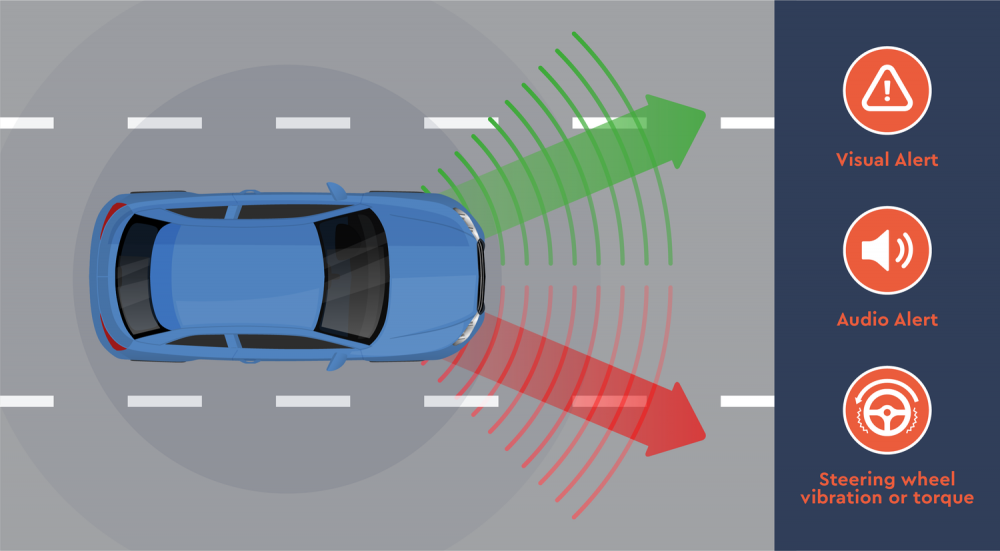 Visual Alert
Audio Alert
Steering wheel
vibration or torque